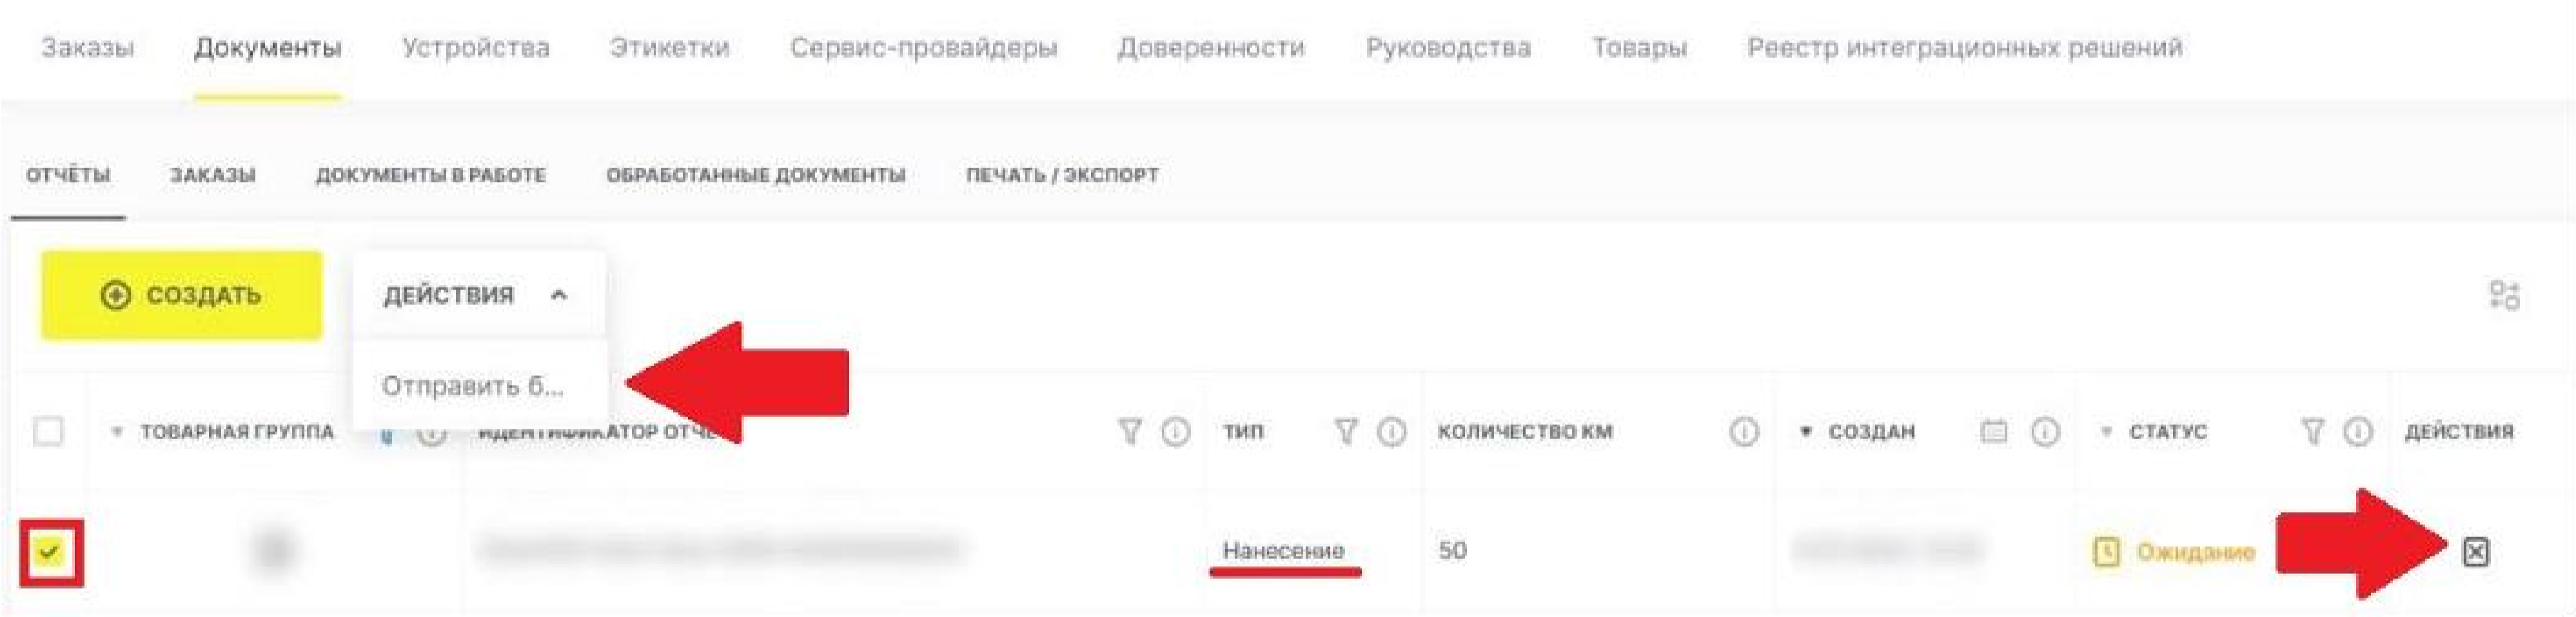 Заказы Документы Устройства Этикетки Сервис-провайдеры Доверенности Руководства Товары Реестр интеграционных решений
ОТЧЁТЫ ЗАКАЗЫ ДОКУМЕНТЫ В РАБОТЕ ОБРАБОТАННЫЕ ДОКУМЕНТЫ ПЕЧАТЬ / ЭКСПОРТ
СОЗДАТЬ ДЕЙСТВИЯ
Отправить б...
ТОВАРНАЯ ГРУППА ИДЕНТИФИКАТОР ТИП КОЛИЧЕСТВО КМ СОЗДАН СТАТУС ДЕЙСТВИЯ
Нанесение 50 Ожидание